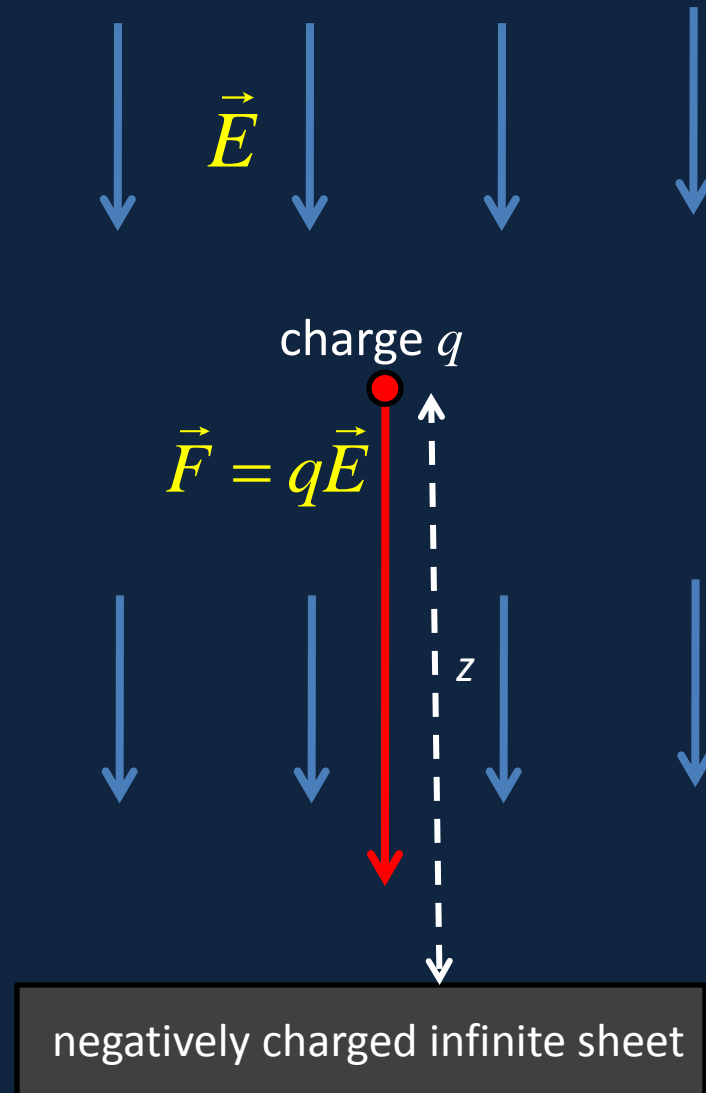 E⃗
charge q
F⃗ = qE⃗
z
negatively charged infinite sheet